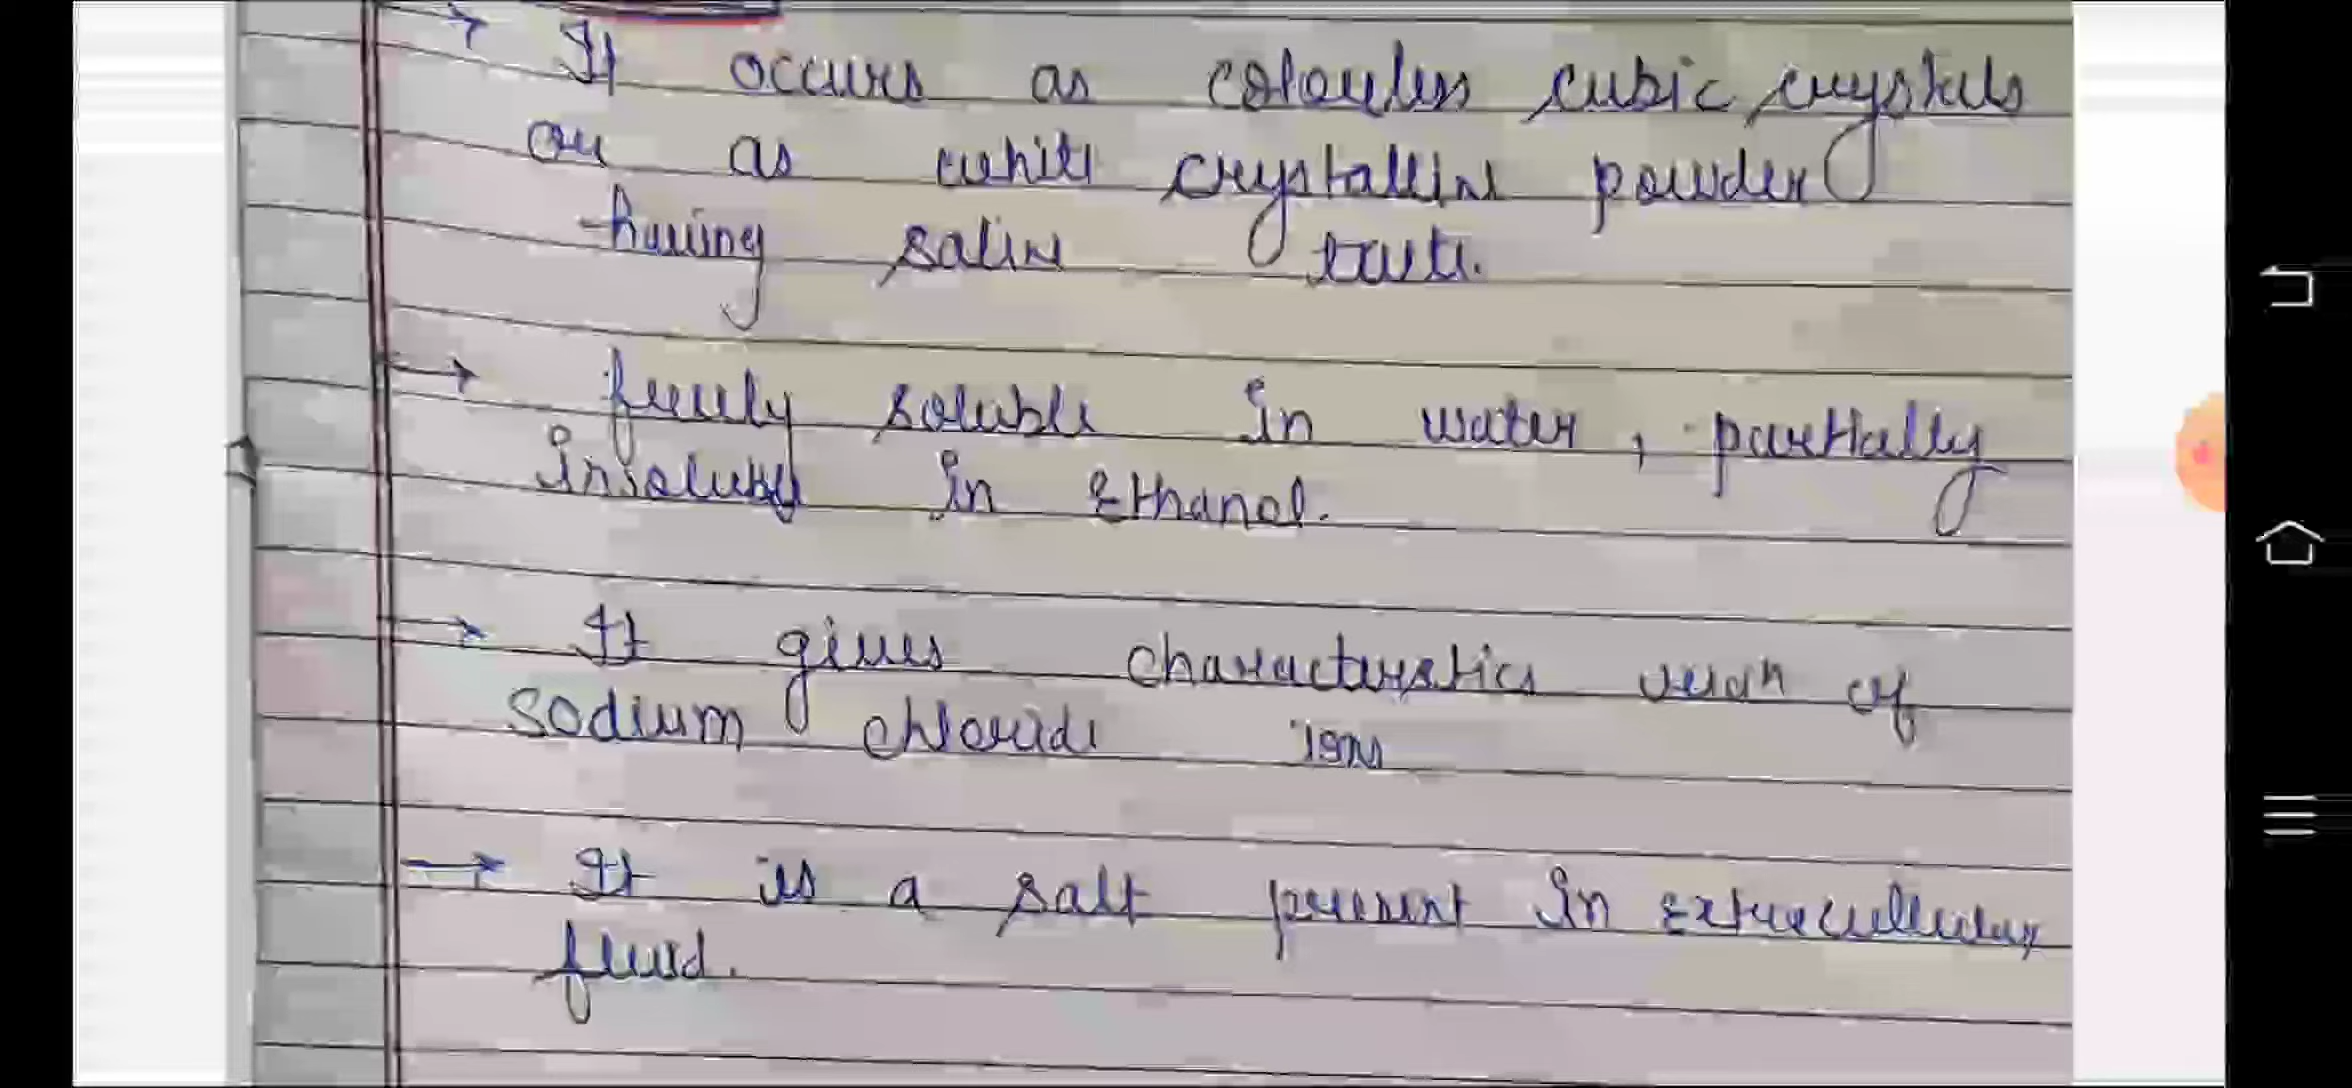 → It occurs as colourless cubic crystals
or as white crystalline powder
having saline taste.
→ freely soluble in water, partially
insoluble in Ethanol.
→ It gives characteristics rxan of
sodium chloride ions
→ It is a salt present in extracellular
fluid.